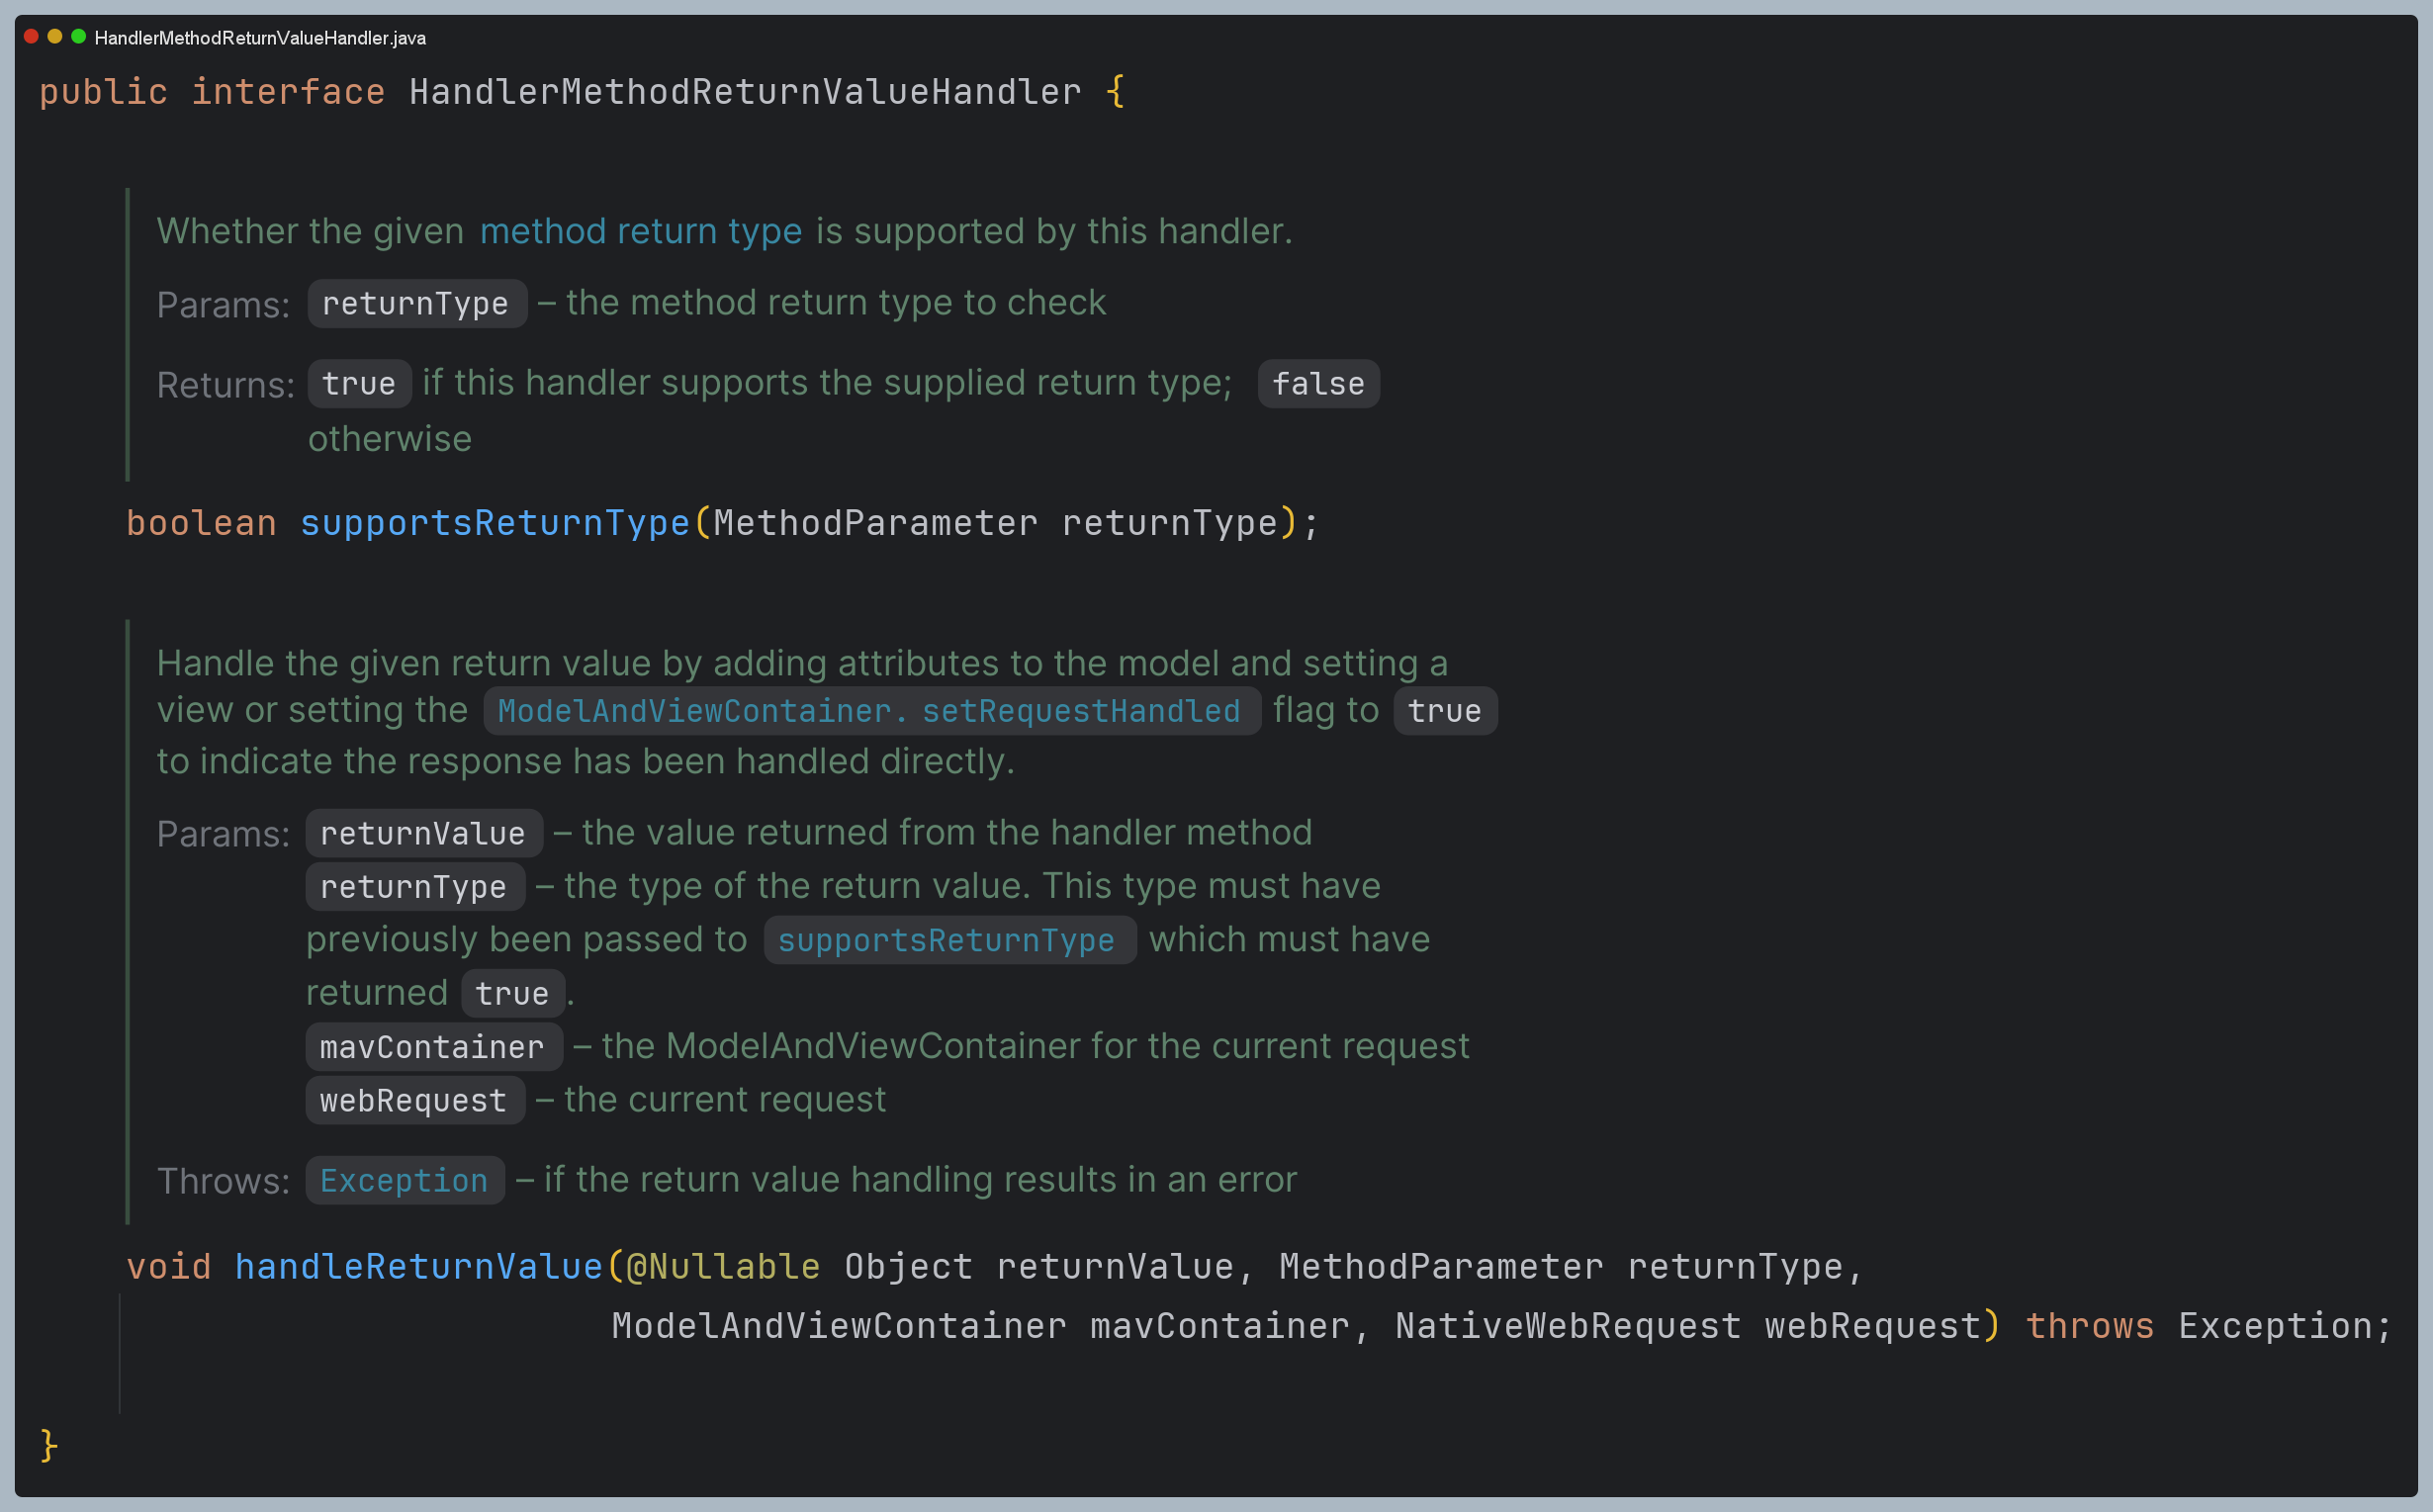 HandlerMethodReturnValueHandler.java
public interface HandlerMethodReturnValueHandler {
Whether the given method return type is supported by this handler.
Params: returnType – the method return type to check
Returns: true if this handler supports the supplied return type; false
otherwise
boolean supportsReturnType(MethodParameter returnType);
Handle the given return value by adding attributes to the model and setting a
view or setting the ModelAndViewContainer. setRequestHandled flag to true
to indicate the response has been handled directly.
Params: returnValue – the value returned from the handler method
returnType – the type of the return value. This type must have
previously been passed to supportsReturnType which must have
returned true.
mavContainer – the ModelAndViewContainer for the current request
webRequest – the current request
Throws: Exception – if the return value handling results in an error
void handleReturnValue(@Nullable Object returnValue, MethodParameter returnType,
ModelAndViewContainer mavContainer, NativeWebRequest webRequest) throws Exception;
}